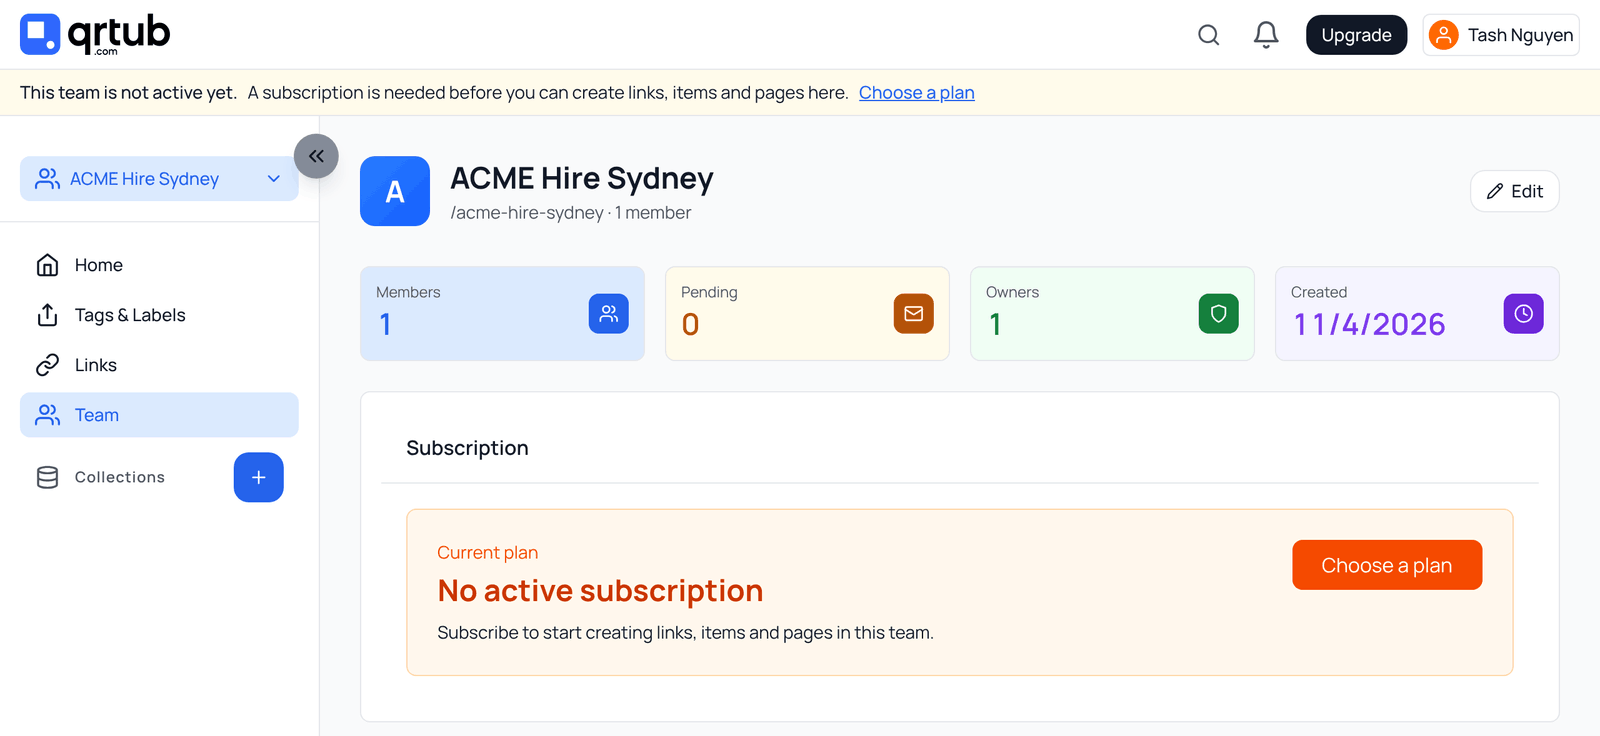 qrtub
.com
Upgrade
Tash Nguyen
This team is not active yet. A subscription is needed before you can create links, items and pages here. Choose a plan
ACME Hire Sydney
Home
Tags & Labels
Links
Team
Collections
A
ACME Hire Sydney
/acme-hire-sydney · 1 member
Edit
Members
1
Pending
0
Owners
1
Created
11/4/2026
Subscription
Current plan
No active subscription
Subscribe to start creating links, items and pages in this team.
Choose a plan